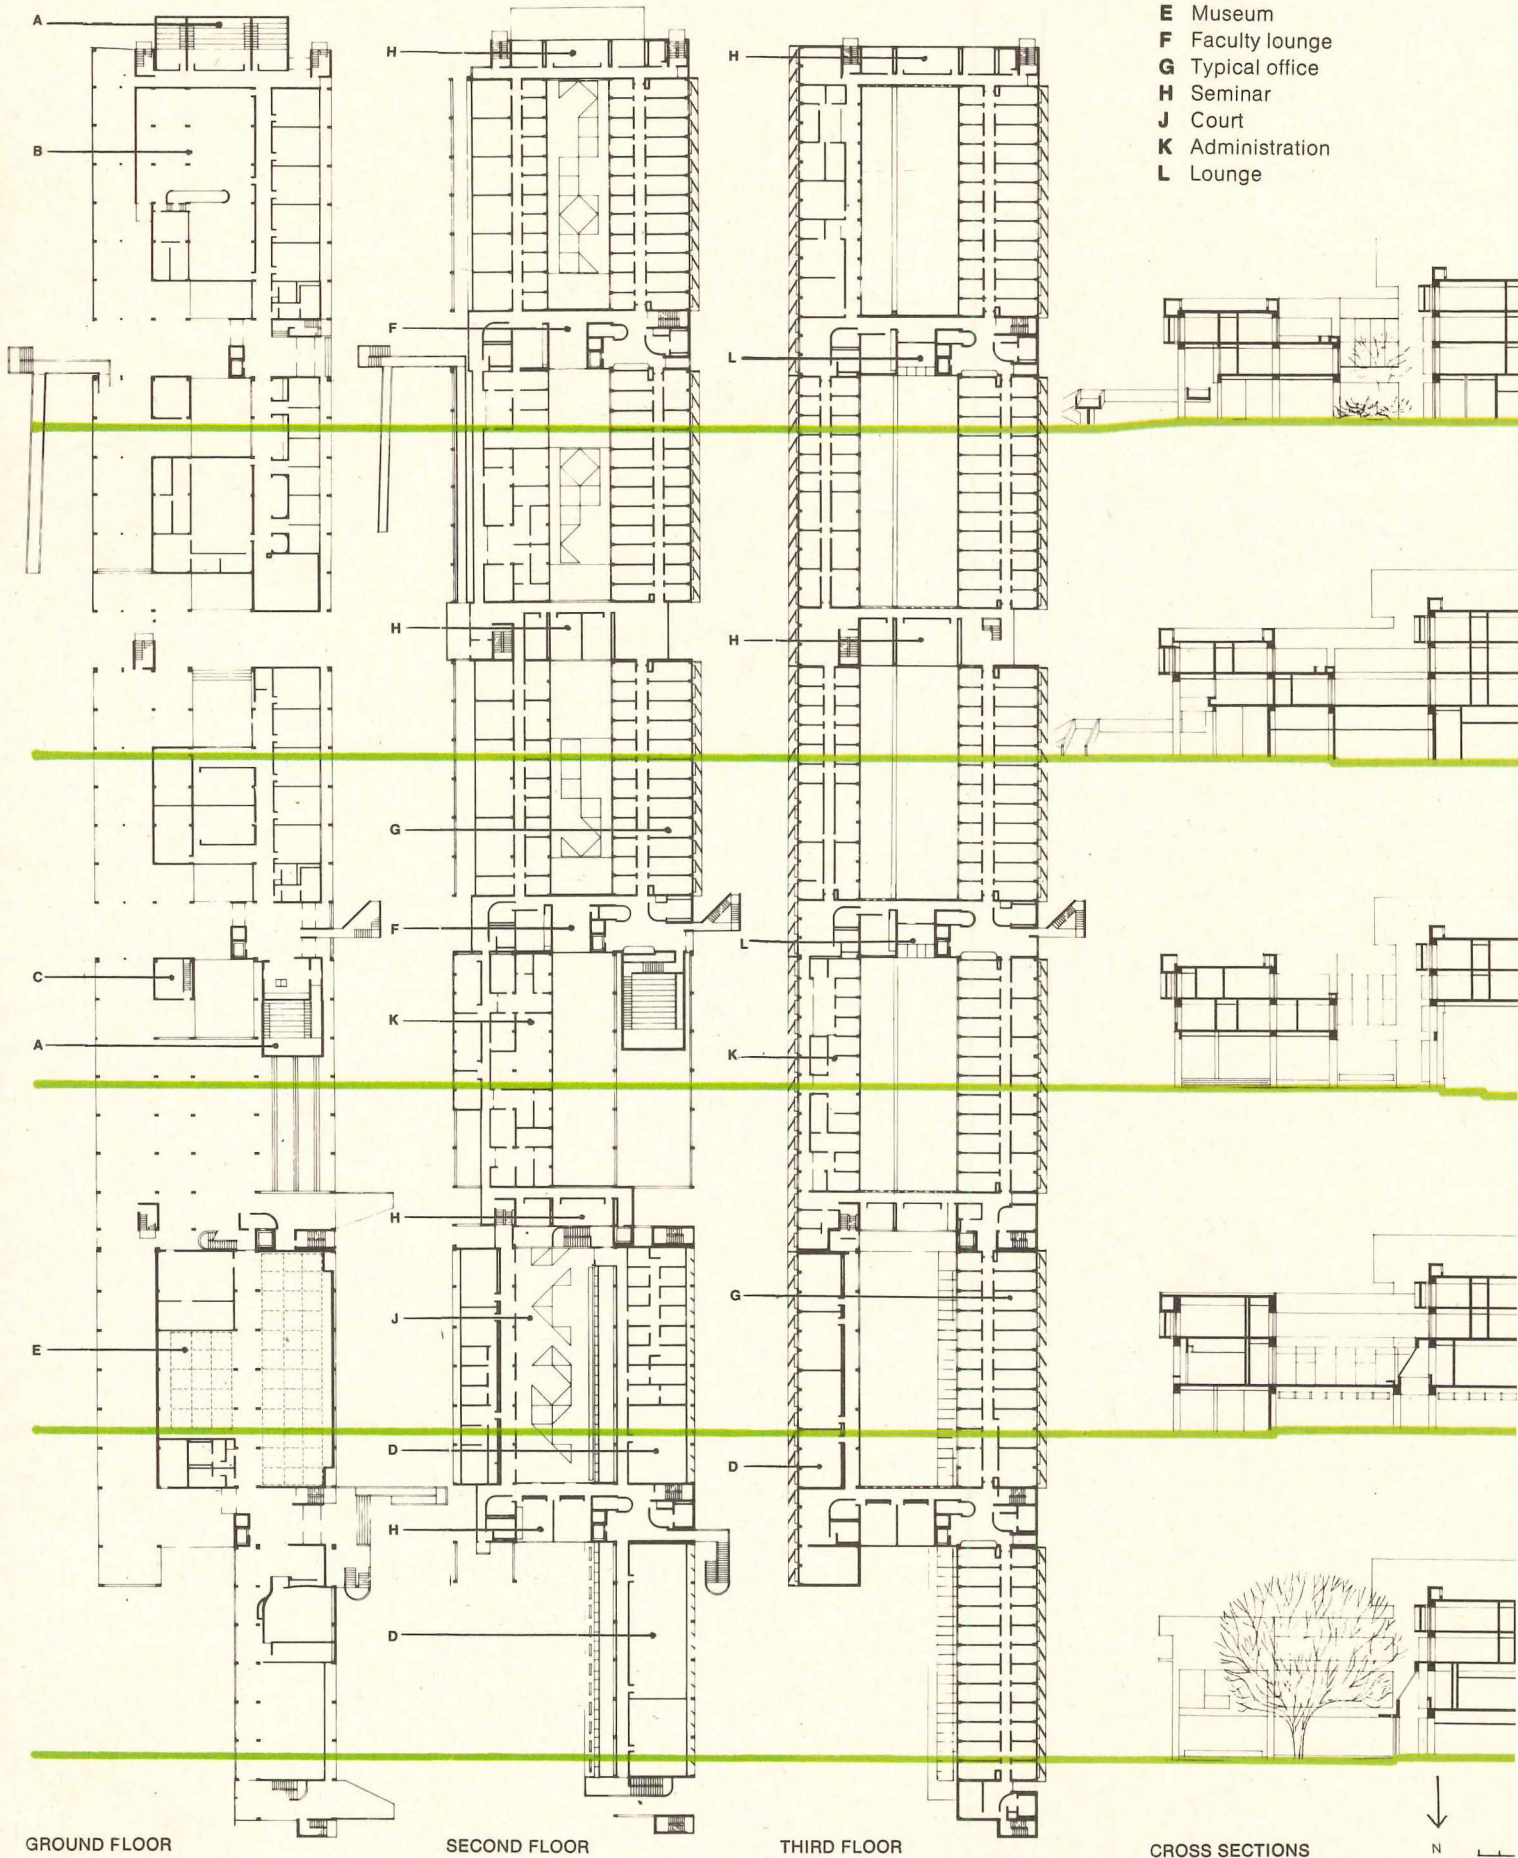 E Museum
F Faculty lounge
G Typical office
H Seminar
J Court
K Administration
L Lounge
A
H
H
B
F
L
H
H
G
F
L
C
K
A
K
H
G
J
E
D
D
H
D
GROUND FLOOR
SECOND FLOOR
THIRD FLOOR
CROSS SECTIONS
N